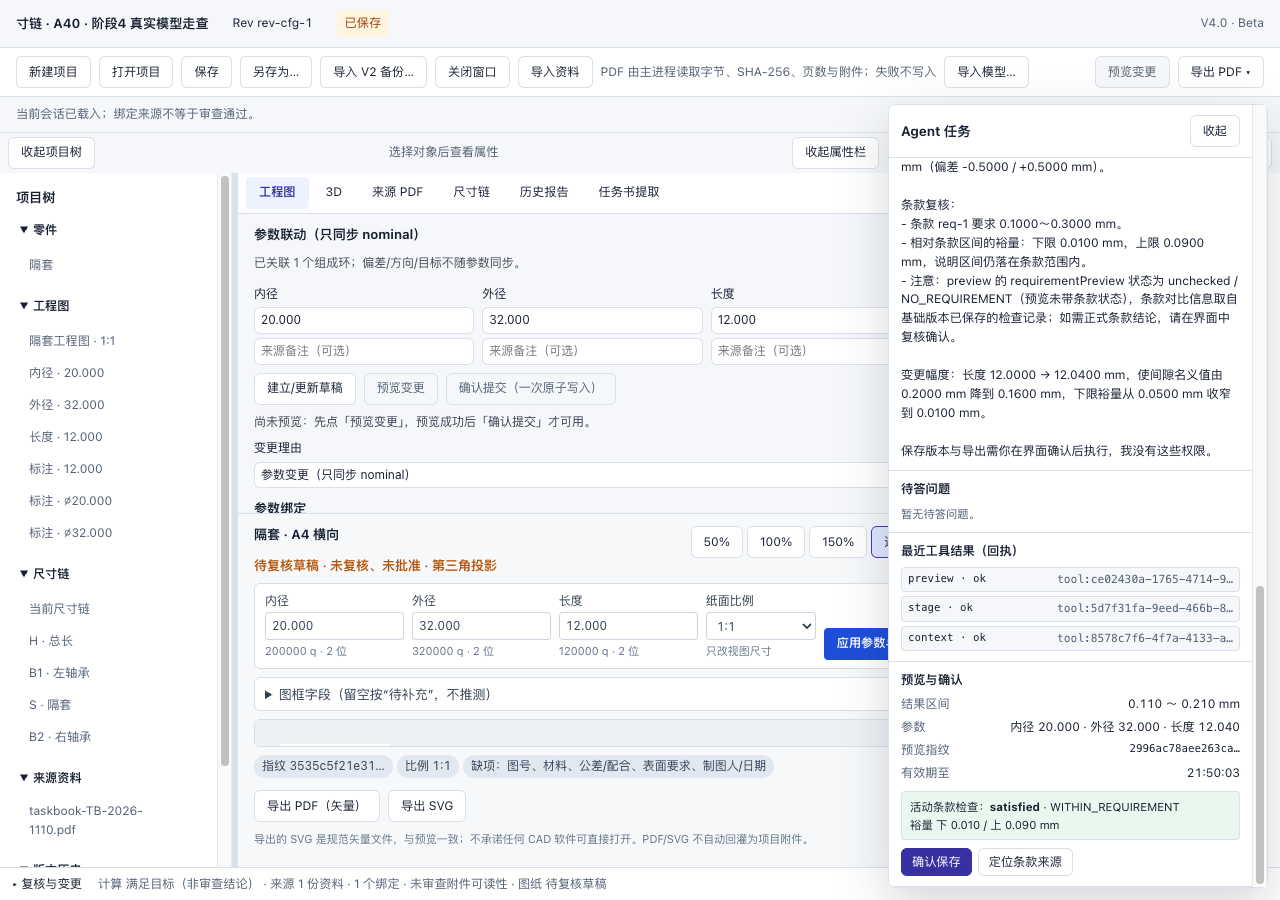 寸链 · A40 · 阶段4 真实模型走查 Rev rev-cfg-1 已保存 V4.0 · Beta
新建项目 打开项目 保存 另存为… 导入 V2 备份… 关闭窗口 导入资料 PDF 由主进程读取字节、SHA-256、页数与附件；失败不写入 导入模型… 预览变更 导出 PDF ▾
当前会话已载入；绑定来源不等于审查通过。
收起项目树 选择对象后查看属性 收起属性栏
项目树
▼ 零件
隔套
▼ 工程图
隔套工程图 · 1:1
内径 · 20.000
外径 · 32.000
长度 · 12.000
标注 · 12.000
标注 · ⌀20.000
标注 · ⌀32.000
▼ 尺寸链
当前尺寸链
H · 总长
B1 · 左轴承
S · 隔套
B2 · 右轴承
▼ 来源资料
taskbook-TB-2026-
1110.pdf
工程图 3D 来源 PDF 尺寸链 历史报告 任务书提取
参数联动（只同步 nominal）
已关联 1 个组成环；偏差/方向/目标不随参数同步。
内径 外径 长度
20.000 32.000 12.000
来源备注（可选） 来源备注（可选） 来源备注（可选）
建立/更新草稿 预览变更 确认提交（一次原子写入）
尚未预览：先点「预览变更」，预览成功后「确认提交」才可用。
变更理由
参数变更（只同步 nominal）
参数绑定
隔套 · A4 横向 50% 100% 150%
待复核草稿 · 未复核、未批准 · 第三角投影
内径 外径 长度 纸面比例
20.000 32.000 12.000 1:1
200000 q · 2 位 320000 q · 2 位 120000 q · 2 位 只改视图尺寸
应用参数
▶ 图框字段（留空按“待补充”，不推测）
指纹 3535c5f21e31… 比例 1:1 缺项：图号、材料、公差/配合、表面要求、制图人/日期
导出 PDF（矢量） 导出 SVG
导出的 SVG 是规范矢量文件，与预览一致；不承诺任何 CAD 软件可直接打开。PDF/SVG 不自动回灌为项目附件。
Agent 任务 收起
mm（偏差 -0.5000 / +0.5000 mm）。
条款复核：
- 条款 req-1 要求 0.1000～0.3000 mm。
- 相对条款区间的裕量：下限 0.0100 mm，上限 0.0900
mm，说明区间仍落在条款范围内。
- 注意：preview 的 requirementPreview 状态为 unchecked /
NO_REQUIREMENT（预览未带条款状态），条款对比信息取自
基础版本已保存的检查记录；如需正式条款结论，请在界面中
复核确认。
变更幅度：长度 12.0000 → 12.0400 mm，使间隙名义值由
0.2000 mm 降到 0.1600 mm，下限裕量从 0.0500 mm 收窄
到 0.0100 mm。
保存版本与导出需你在界面确认后执行，我没有这些权限。
待答问题
暂无待答问题。
最近工具结果（回执）
preview · ok tool:ce02430a-1765-4714-9…
stage · ok tool:5d7f31fa-9eed-466b-8…
context · ok tool:8578c7f6-4f7a-4133-a…
预览与确认
结果区间 0.110 ～ 0.210 mm
参数 内径 20.000 · 外径 32.000 · 长度 12.040
预览指纹 2996ac78aee263ca…
有效期至 21:50:03
活动条款检查：satisfied · WITHIN_REQUIREMENT
裕量 下 0.010 / 上 0.090 mm
确认保存 定位条款来源
▸ 复核与变更 计算 满足目标（非审查结论） · 来源 1 份资料 · 1 个绑定 · 未审查附件可读性 · 图纸 待复核草稿